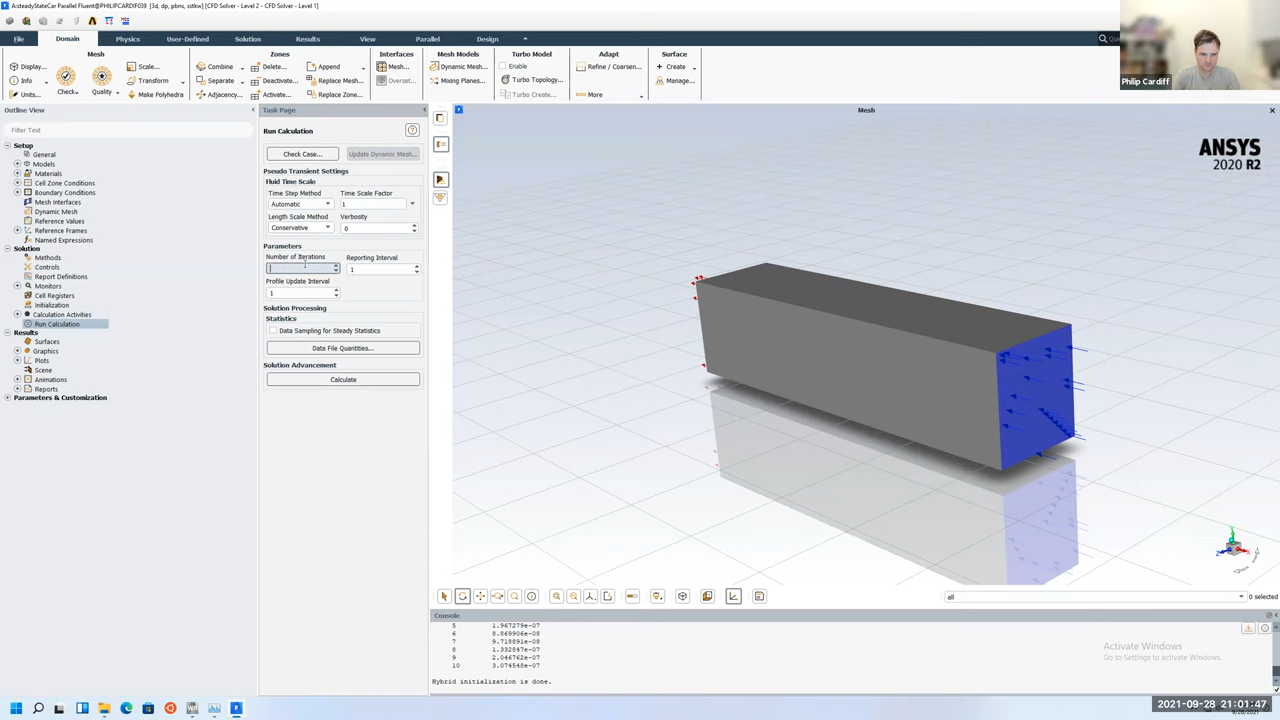 A:steadyStateCar Parallel Fluent@PHILIPCARDIF039 [3d, dp, pbns, sstkw] [CFD Solver - Level 2 - CFD Solver - Level 1]
File Domain Physics User-Defined Solution Results View Parallel Design
Mesh Zones Interfaces Mesh Models Turbo Model Adapt Surface
Display... Scale... Combine Delete... Append Mesh... Dynamic Mesh... Enable Refine / Coarsen... Create
Info Transform Separate Deactivate... Replace Mesh... Overset... Mixing Planes... Turbo Topology... Manage...
Units... Check Quality Make Polyhedra Adjacency... Activate... Replace Zone... Turbo Create... More
Philip Cardiff
Outline View
Filter Text
Setup
General
Models
Materials
Cell Zone Conditions
Boundary Conditions
Mesh Interfaces
Dynamic Mesh
Reference Values
Reference Frames
Named Expressions
Solution
Methods
Controls
Report Definitions
Monitors
Cell Registers
Initialization
Calculation Activities
Run Calculation
Results
Surfaces
Graphics
Plots
Scene
Animations
Reports
Parameters & Customization
Task Page
Run Calculation
Check Case... Update Dynamic Mesh...
Pseudo Transient Settings
Fluid Time Scale
Time Step Method Time Scale Factor
Automatic 1
Length Scale Method Verbosity
Conservative 0
Parameters
Number of Iterations Reporting Interval
1
Profile Update Interval
1
Solution Processing
Statistics
Data Sampling for Steady Statistics
Data File Quantities...
Solution Advancement
Calculate
Mesh
ANSYS
2020 R2
all 0 selected
Console
5 1.967279e-07
6 8.869906e-08
7 9.718891e-08
8 1.332847e-07
9 2.046762e-07
10 3.074548e-07
Hybrid initialization is done.
Activate Windows
Go to Settings to activate Windows.
2021-09-28 21:01:47